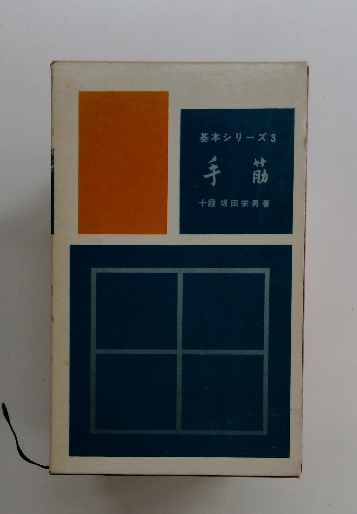 基本シリーズ3
手筋
十段 坂田栄男著